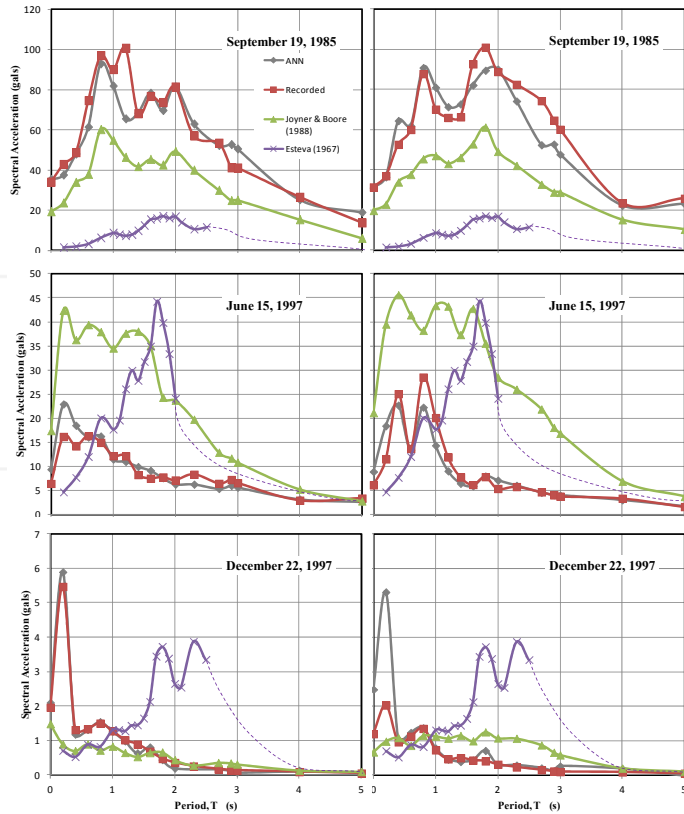 120
100
80
60
40
20
0
Spectral Acceleration (gals)
September 19, 1985
ANN
Recorded
Joyner & Boore
(1988)
Esteva (1967)
September 19, 1985
50
45
40
35
30
25
20
15
10
5
0
Spectral Acceleration (gals)
June 15, 1997
June 15, 1997
7
6
5
4
3
2
1
0
Spectral Acceleration (gals)
December 22, 1997
December 22, 1997
0 1 2 3 4 5
Period, T (s)
0 1 2 3 4 5
Period, T (s)